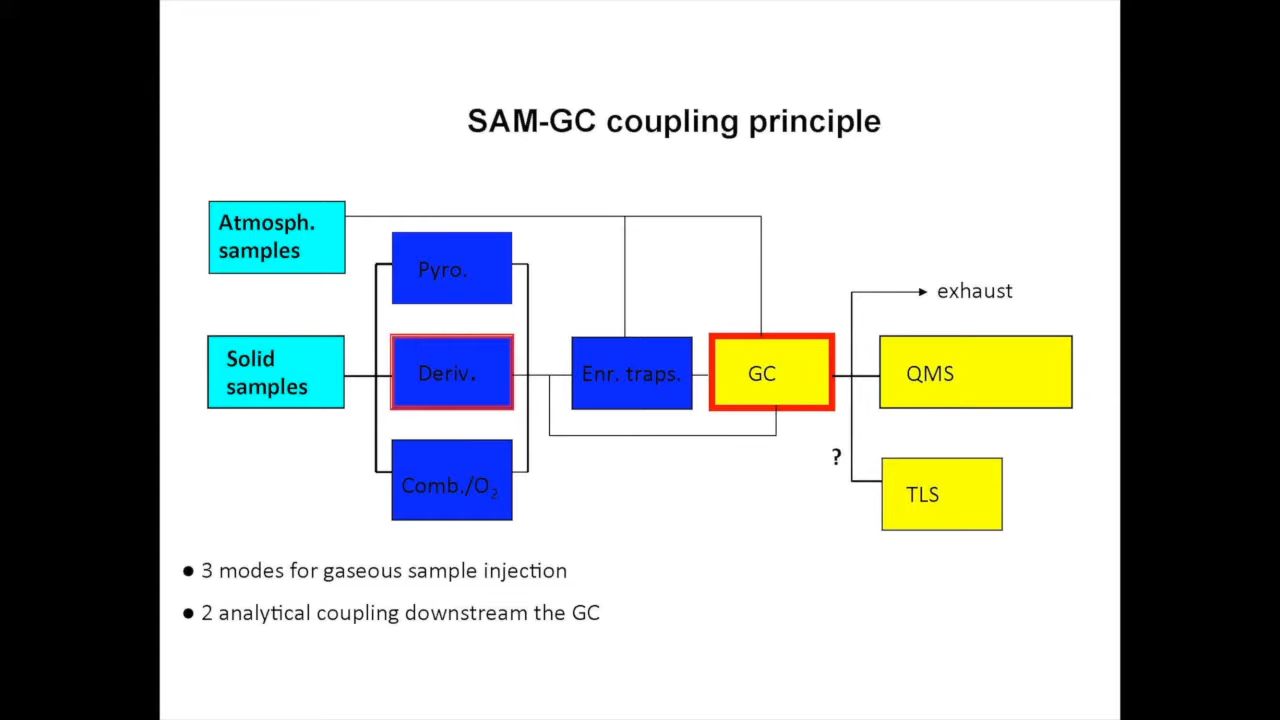 SAM-GC coupling principle
Atmosph.
samples
Pyro.
exhaust
Solid
samples
Deriv.
Enr. traps.
GC
QMS
?
Comb./O₂
TLS
● 3 modes for gaseous sample injection
● 2 analytical coupling downstream the GC